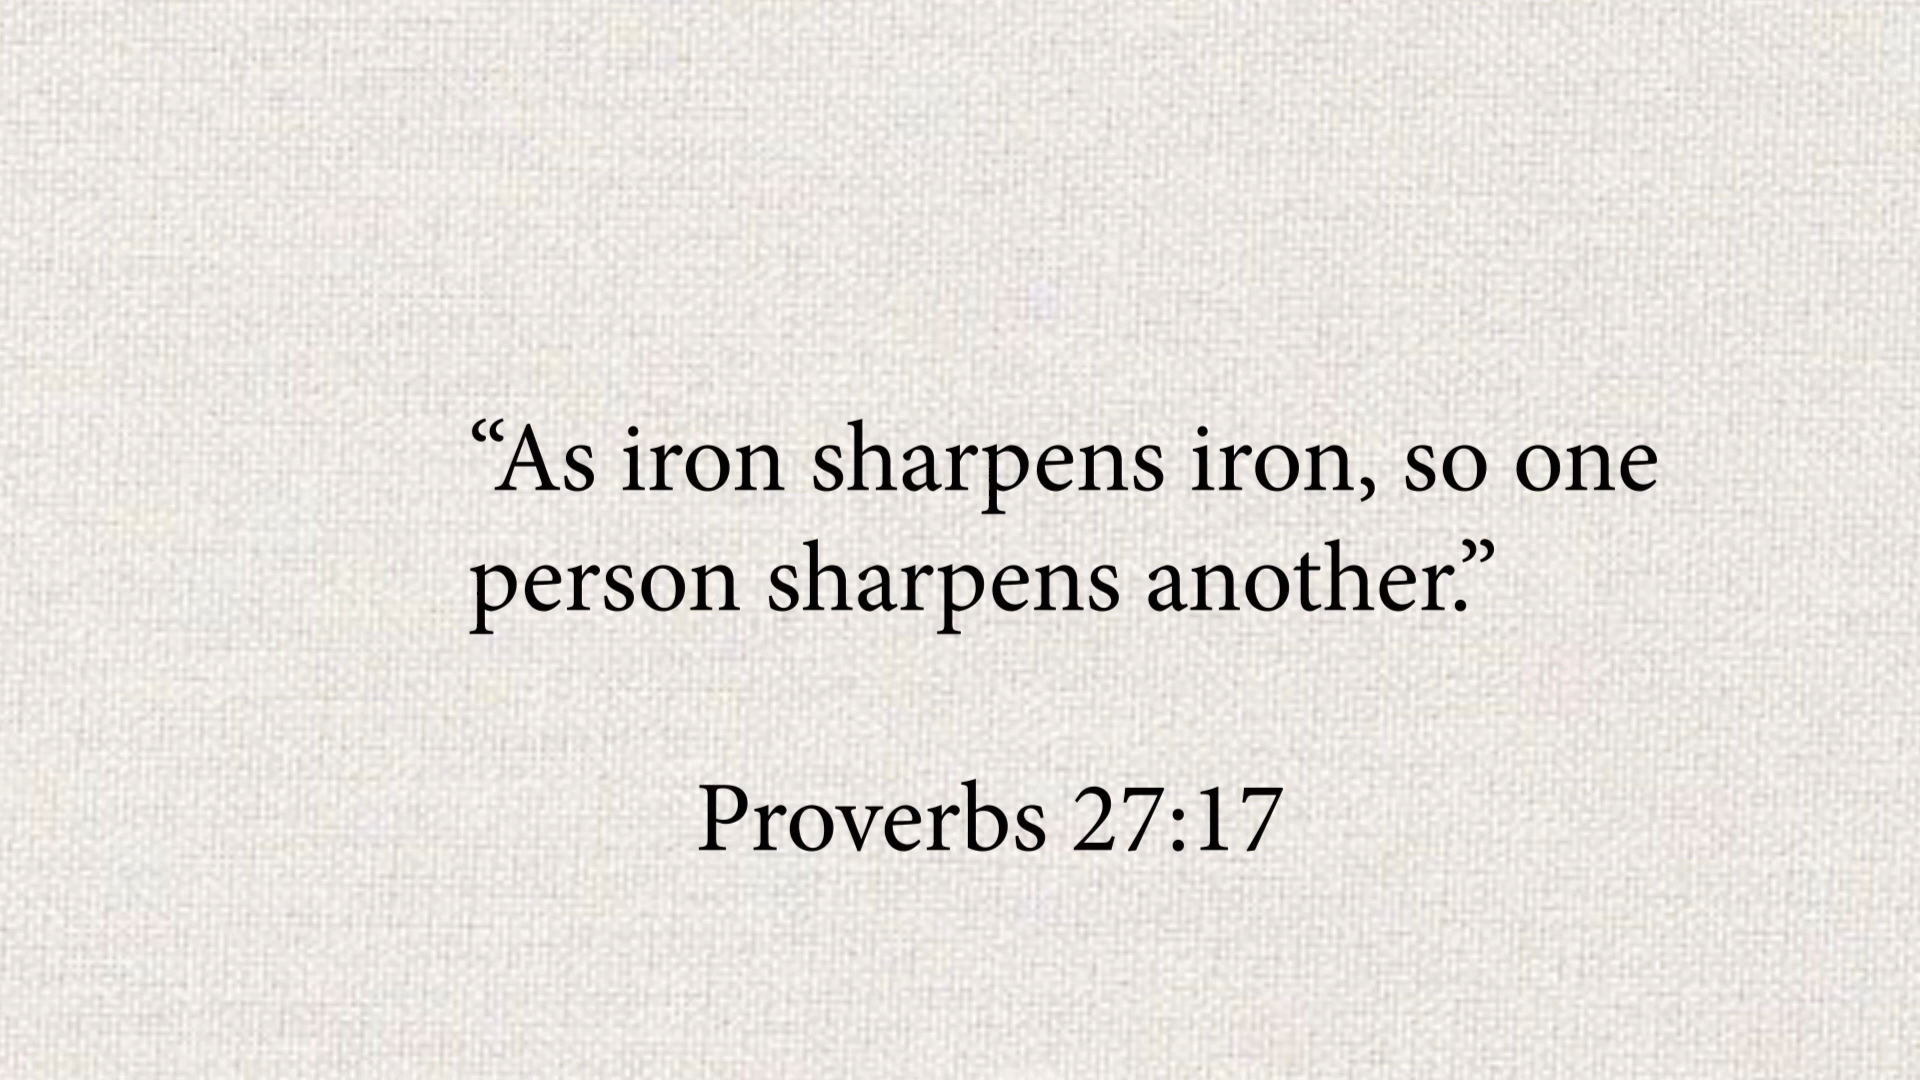 “As iron sharpens iron, so one
person sharpens another.”
Proverbs 27:17